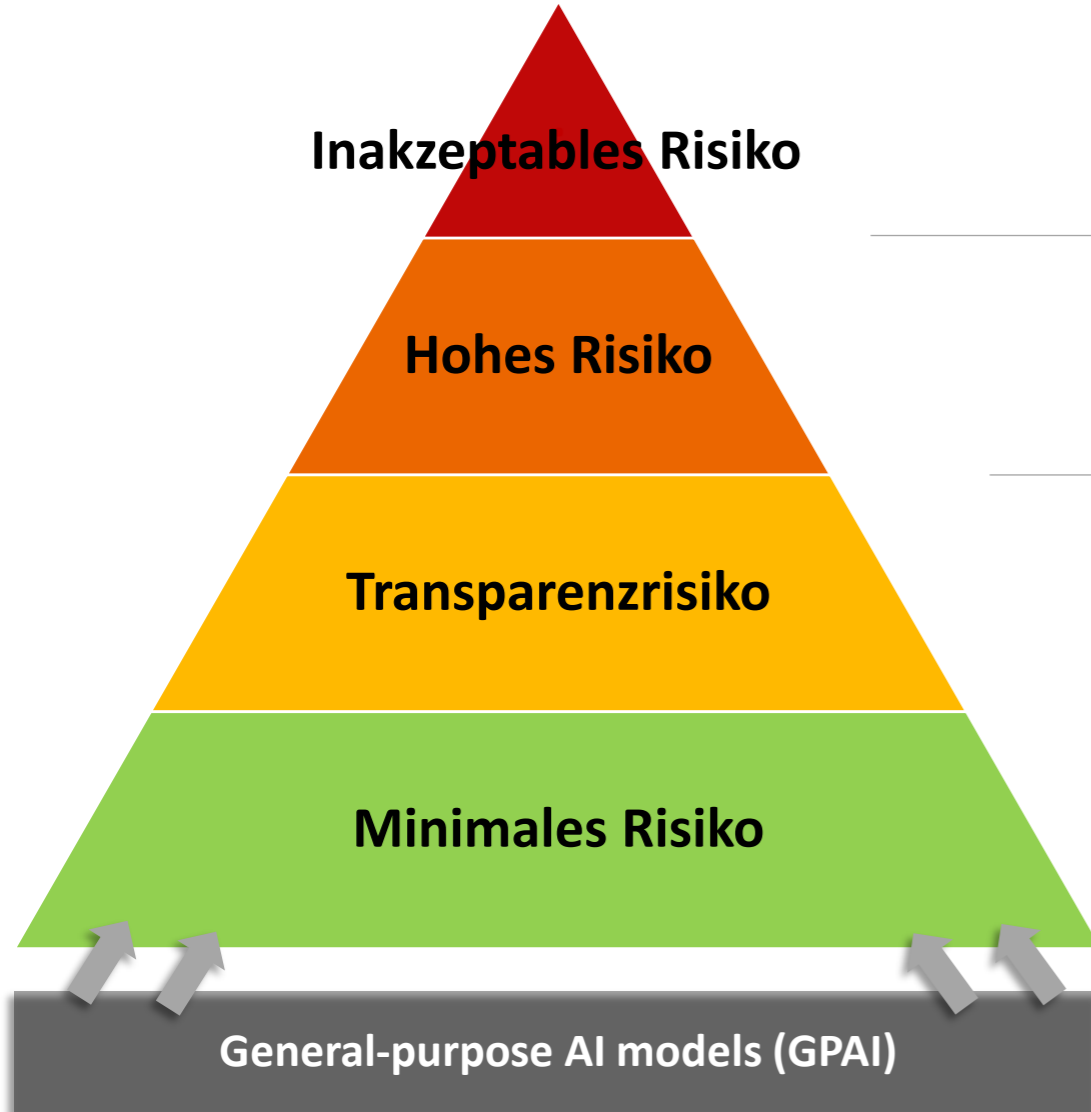 Inakzeptables Risiko
Hohes Risiko
Transparenzrisiko
Minimales Risiko
General-purpose AI models (GPAI)